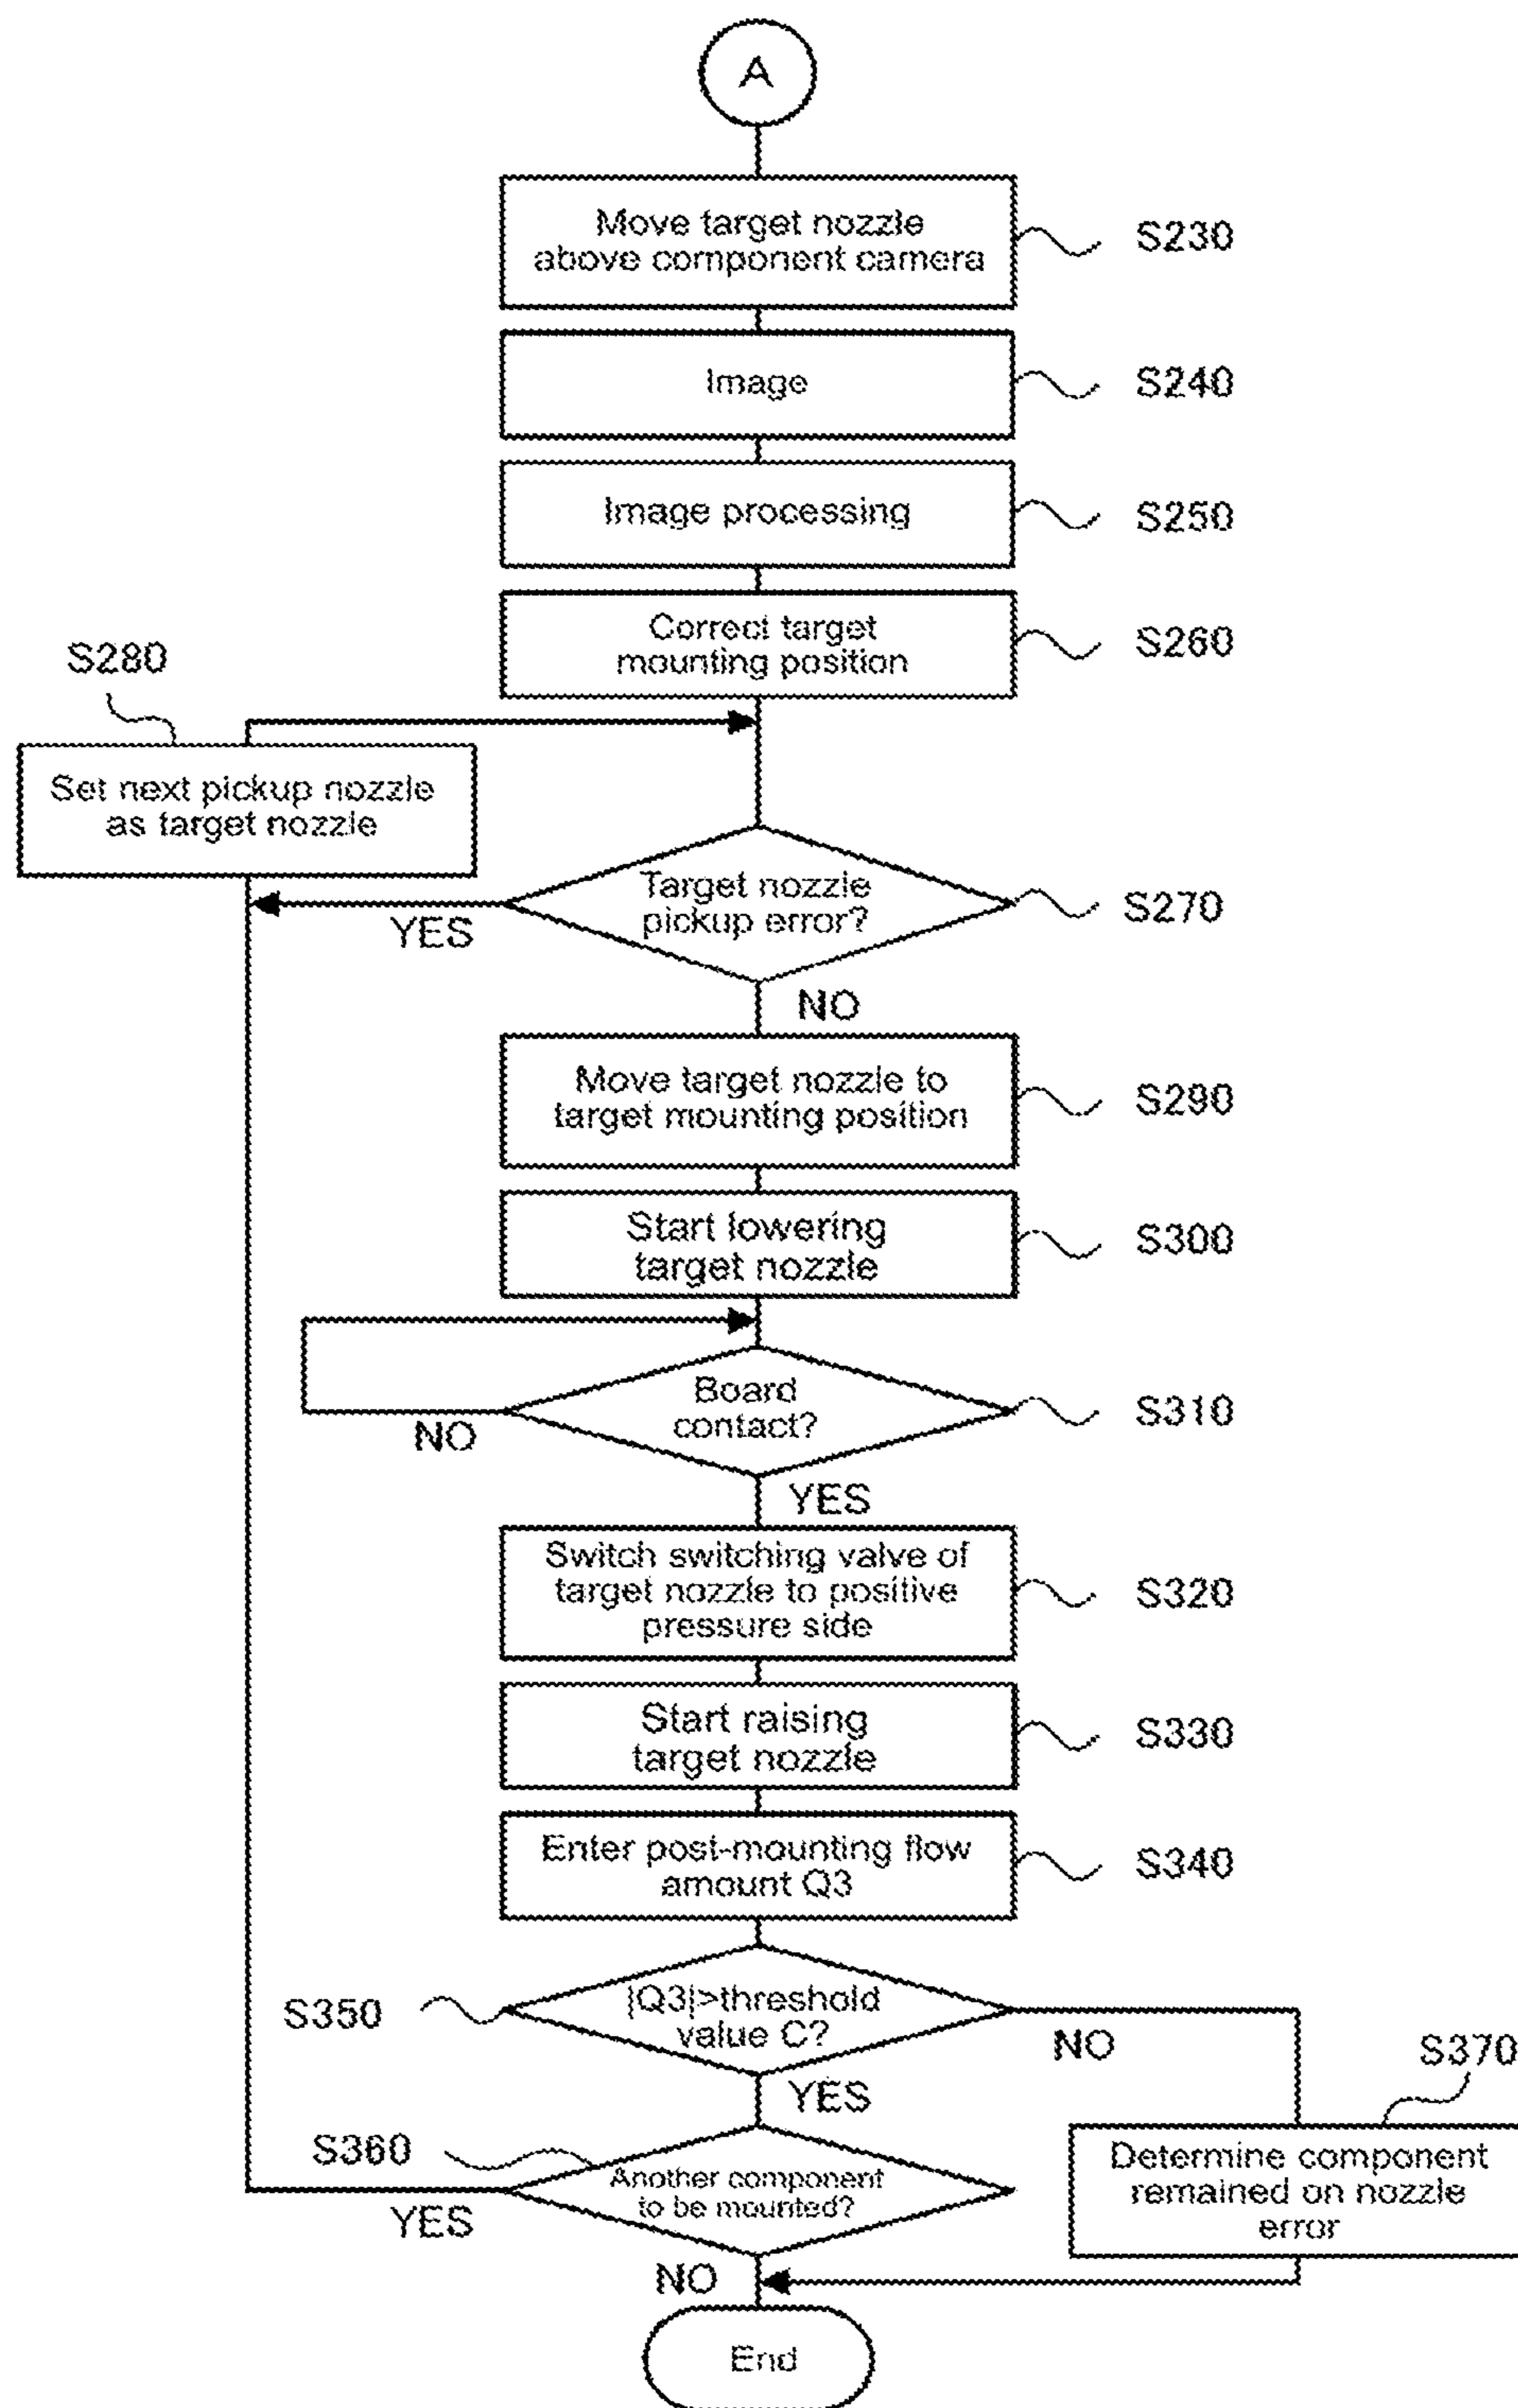 A
Move target nozzle
above component camera
S230
Image
S240
Image processing
S250
Correct target
mounting position
S260
S280
Set next pickup nozzle
as target nozzle
Target nozzle
pickup error?
S270
YES
NO
Move target nozzle to
target mounting position
S290
Start lowering
target nozzle
S300
Board
contact?
S310
NO
YES
Switch switching valve of
target nozzle to positive
pressure side
S320
Start raising
target nozzle
S330
Enter post-mounting flow
amount Q3
S340
|Q3|>threshold
value C?
S350
NO
YES
S370
Determine component
remained on nozzle
error
S360
Another component
to be mounted?
YES
NO
End